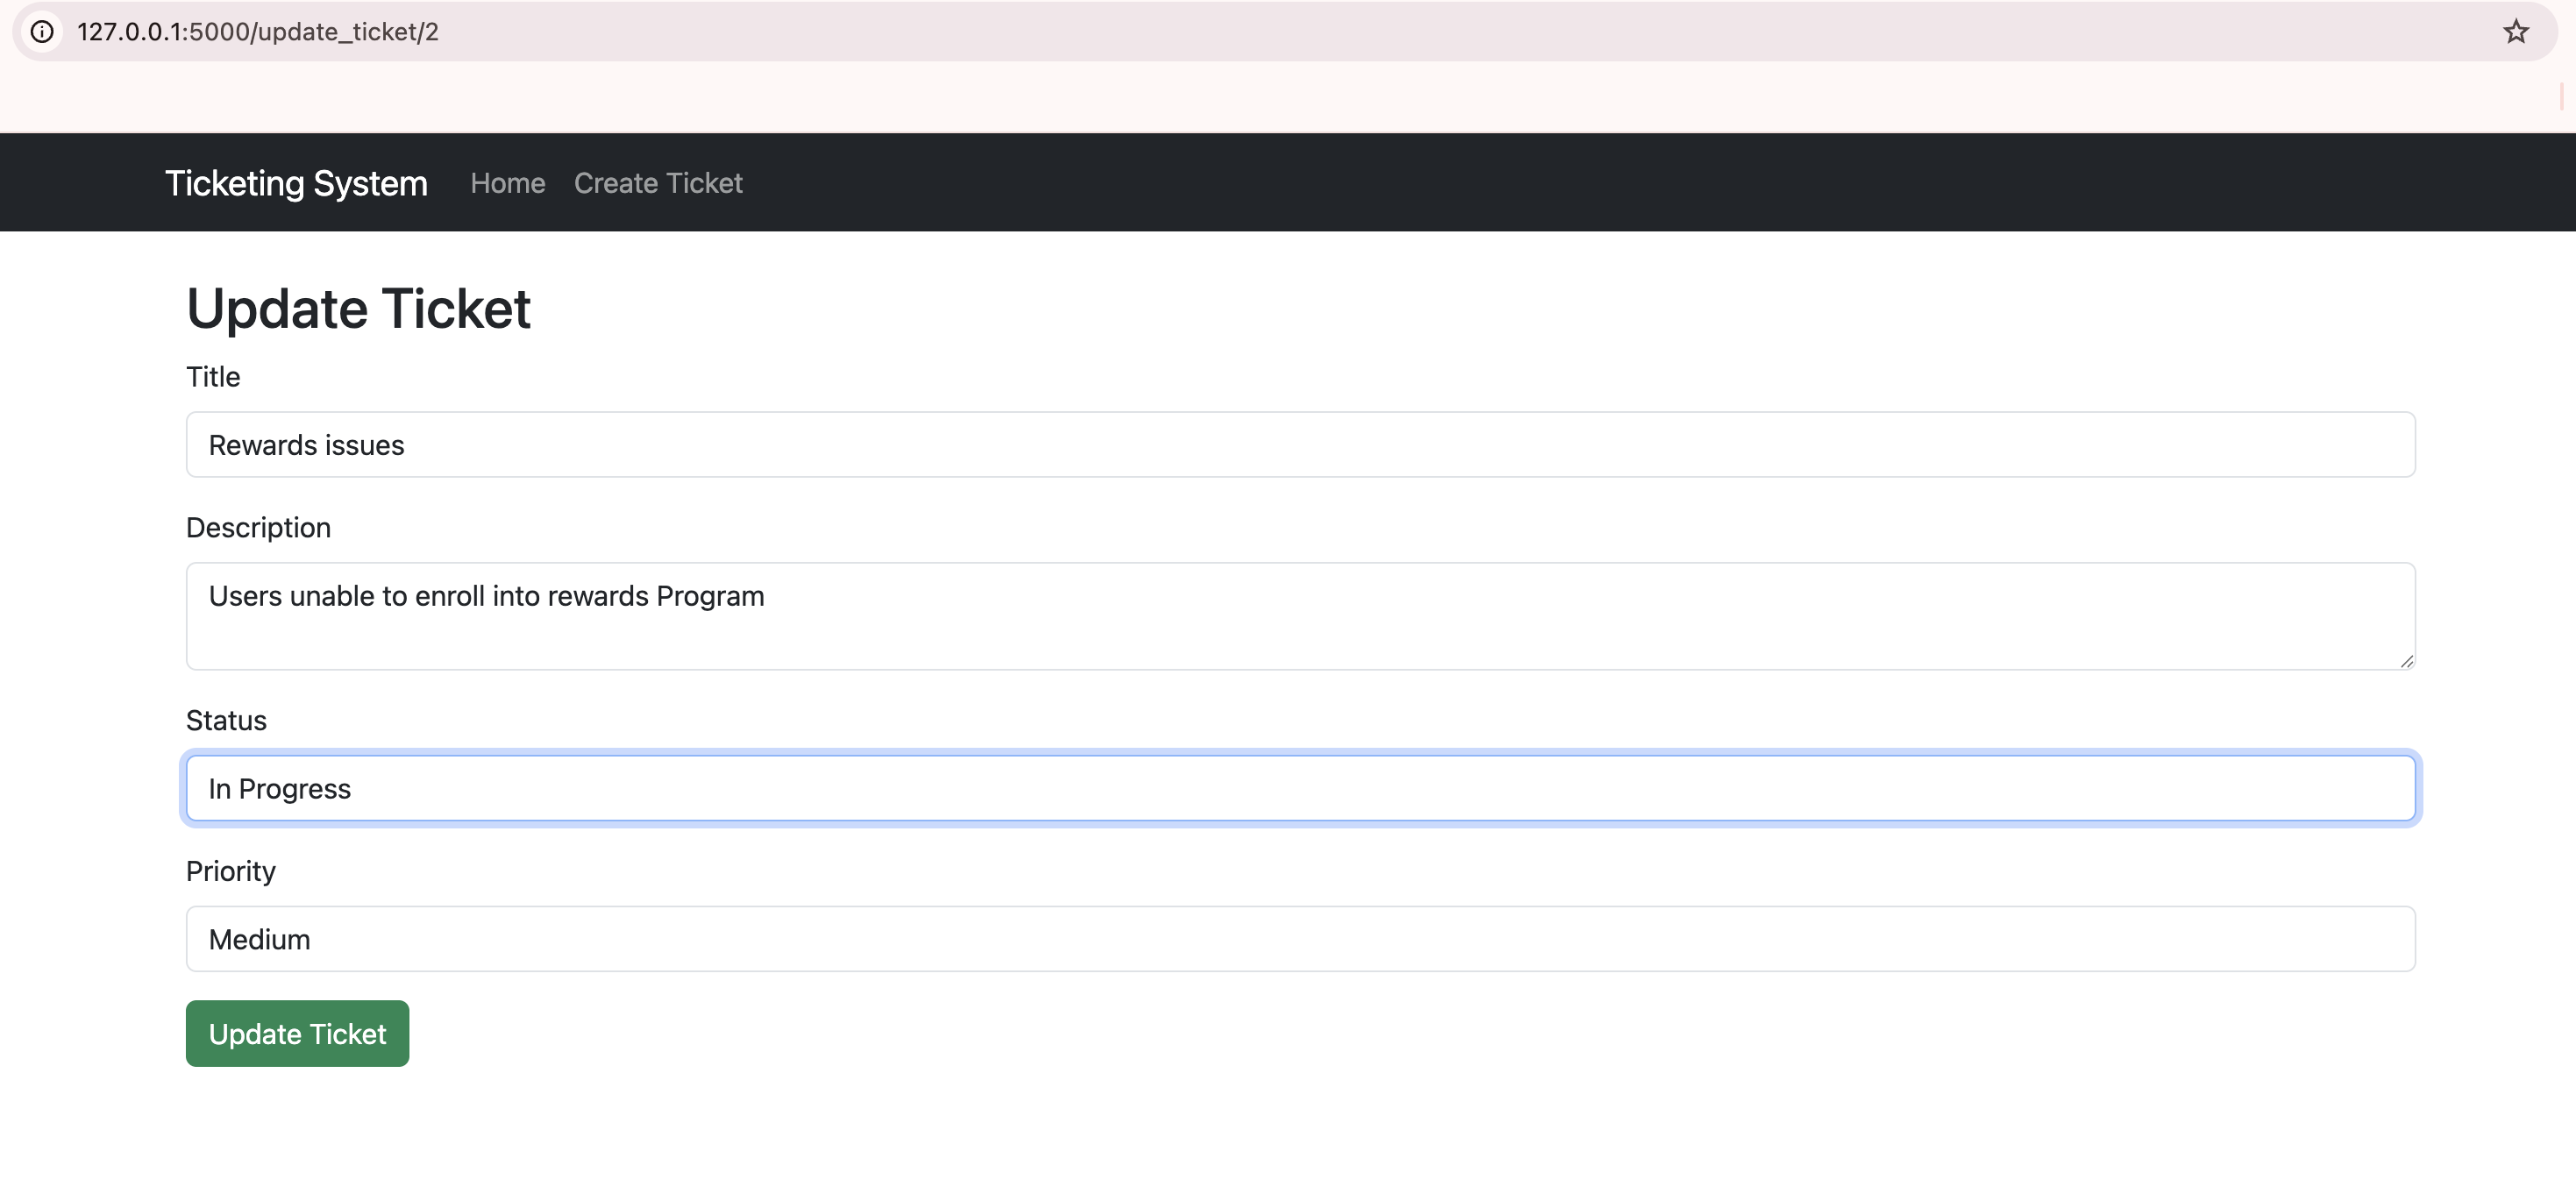 127.0.0.1:5000/update_ticket/2
Ticketing System Home Create Ticket
Update Ticket
Title
Rewards issues
Description
Users unable to enroll into rewards Program
Status
In Progress
Priority
Medium
Update Ticket